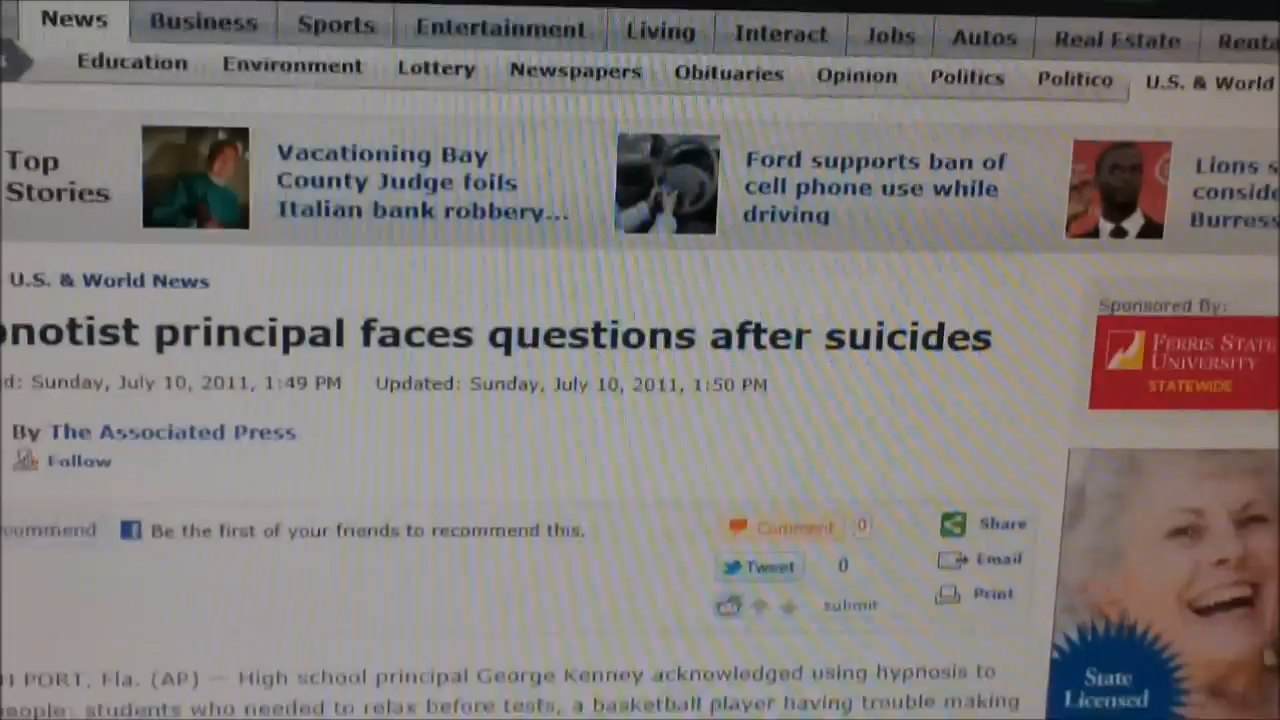 News Business Sports Entertainment Living Interact Jobs Autos Real Estate
Education Environment Lottery Newspapers Obituaries Opinion Politics Politico U.S. & World
Top
Stories
Vacationing Bay
County Judge foils
Italian bank robbery...
Ford supports ban of
cell phone use while
driving
Lions
U.S. & World News
principal faces questions after suicides
Sunday, July 10, 2011, 1:49 PM Updated: Sunday, July 10, 2011, 1:50 PM
By The Associated Press
Follow
Be the first of your friends to recommend this.
Comment 0
Tweet 0
submit
Share
Email
Print
PORT, Fla. (AP) — High school principal George Kenney acknowledged using hypnosis to
students who needed to relax before tests, a basketball player having trouble making
Sponsored By:
FERRIS STATE
UNIVERSITY
STATEWIDE
State
Licensed